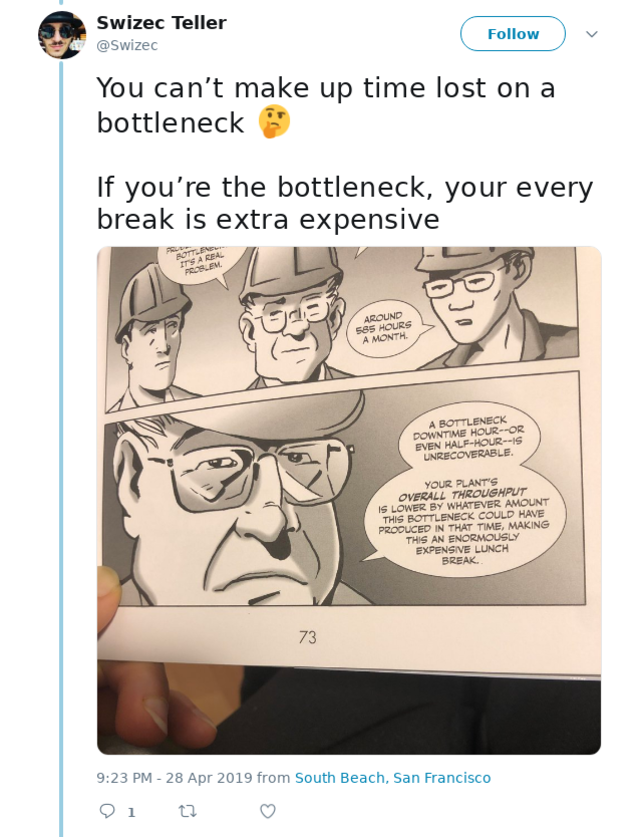 Swizec Teller
@Swizec
Follow
You can’t make up time lost on a
bottleneck 🤔
If you’re the bottleneck, your every
break is extra expensive
BOTTLENECK,
IT'S A REAL
PROBLEM.
AROUND
585 HOURS
A MONTH.
A BOTTLENECK
DOWNTIME HOUR--OR
EVEN HALF-HOUR--IS
UNRECOVERABLE.
YOUR PLANT'S
OVERALL THROUGHPUT
IS LOWER BY WHATEVER AMOUNT
THIS BOTTLENECK COULD HAVE
PRODUCED IN THAT TIME, MAKING
THIS AN ENORMOUSLY
EXPENSIVE LUNCH
BREAK.
73
9:23 PM - 28 Apr 2019 from South Beach, San Francisco
1